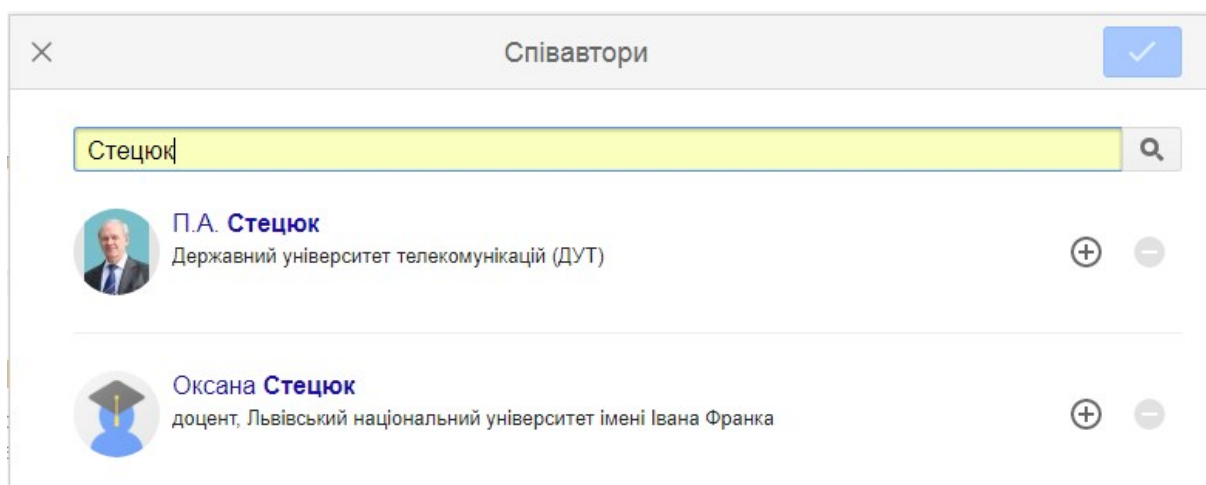 Співавтори
Стецюк
П.А. Стецюк
Державний університет телекомунікацій (ДУТ)
Оксана Стецюк
доцент, Львівський національний університет імені Івана Франка